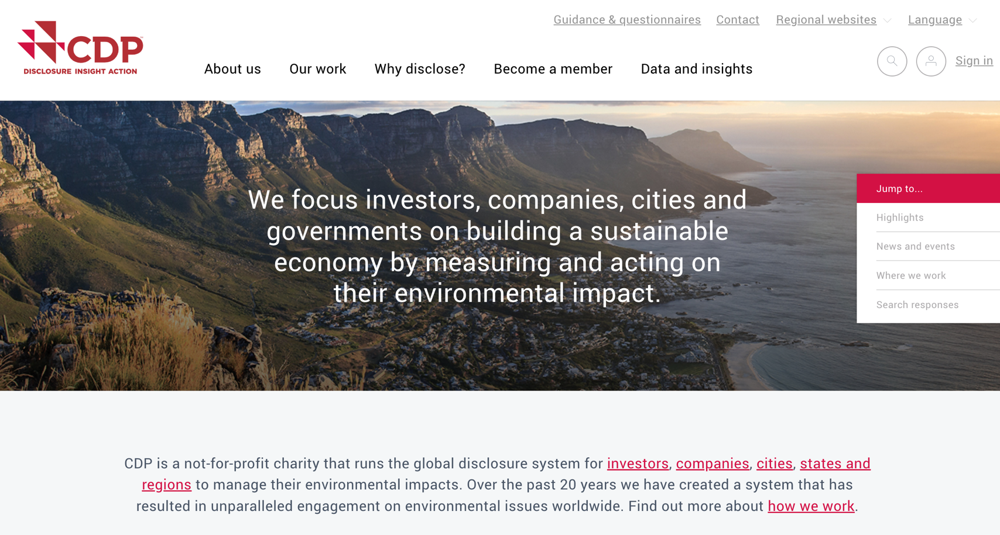 Guidance & questionnaires Contact Regional websites Language
CDP™
DISCLOSURE INSIGHT ACTION
About us Our work Why disclose? Become a member Data and insights
Sign in
We focus investors, companies, cities and
governments on building a sustainable
economy by measuring and acting on
their environmental impact.
Jump to...
Highlights
News and events
Where we work
Search responses
CDP is a not-for-profit charity that runs the global disclosure system for investors, companies, cities, states and
regions to manage their environmental impacts. Over the past 20 years we have created a system that has
resulted in unparalleled engagement on environmental issues worldwide. Find out more about how we work.